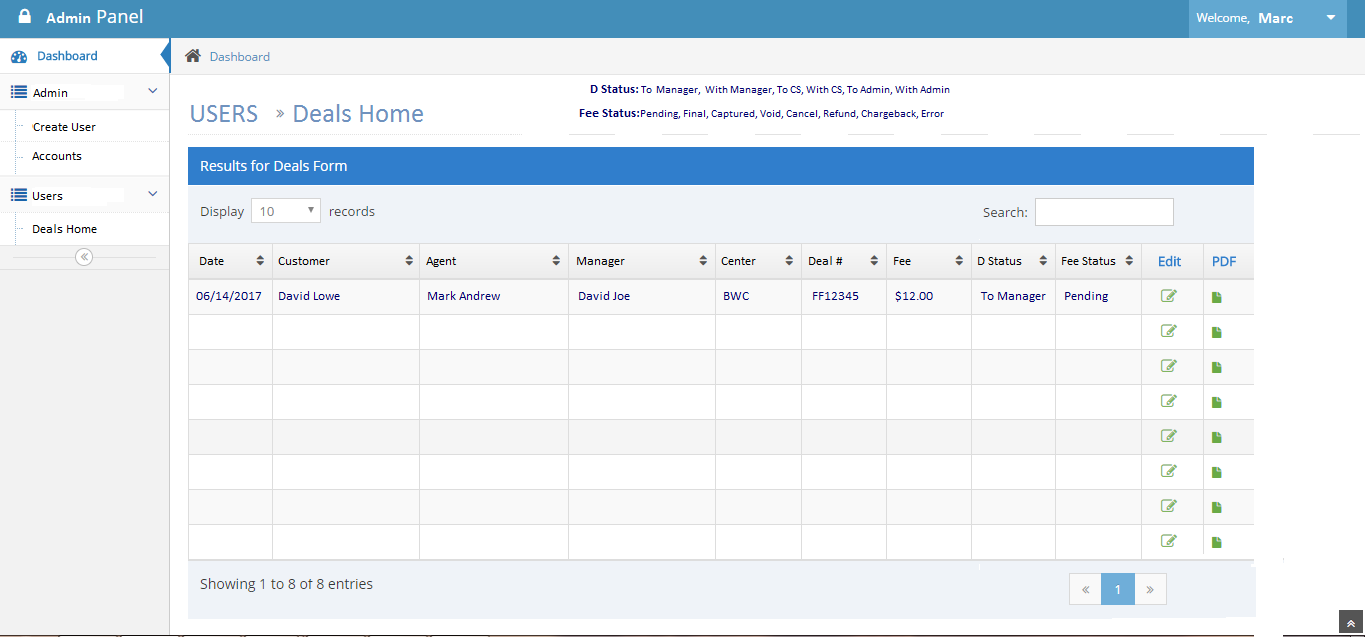 Admin Panel
Welcome, Marc
Dashboard
Dashboard
Admin
Create User
Accounts
Users
Deals Home
D Status: To Manager, With Manager, To CS, With CS, To Admin, With Admin
USERS » Deals Home
Fee Status:Pending, Final, Captured, Void, Cancel, Refund, Chargeback, Error
Results for Deals Form
Display 10 records
Search:
Date Customer Agent Manager Center Deal # Fee D Status Fee Status Edit PDF
06/14/2017 David Lowe Mark Andrew David Joe BWC FF12345 $12.00 To Manager Pending
Showing 1 to 8 of 8 entries
« 1 »